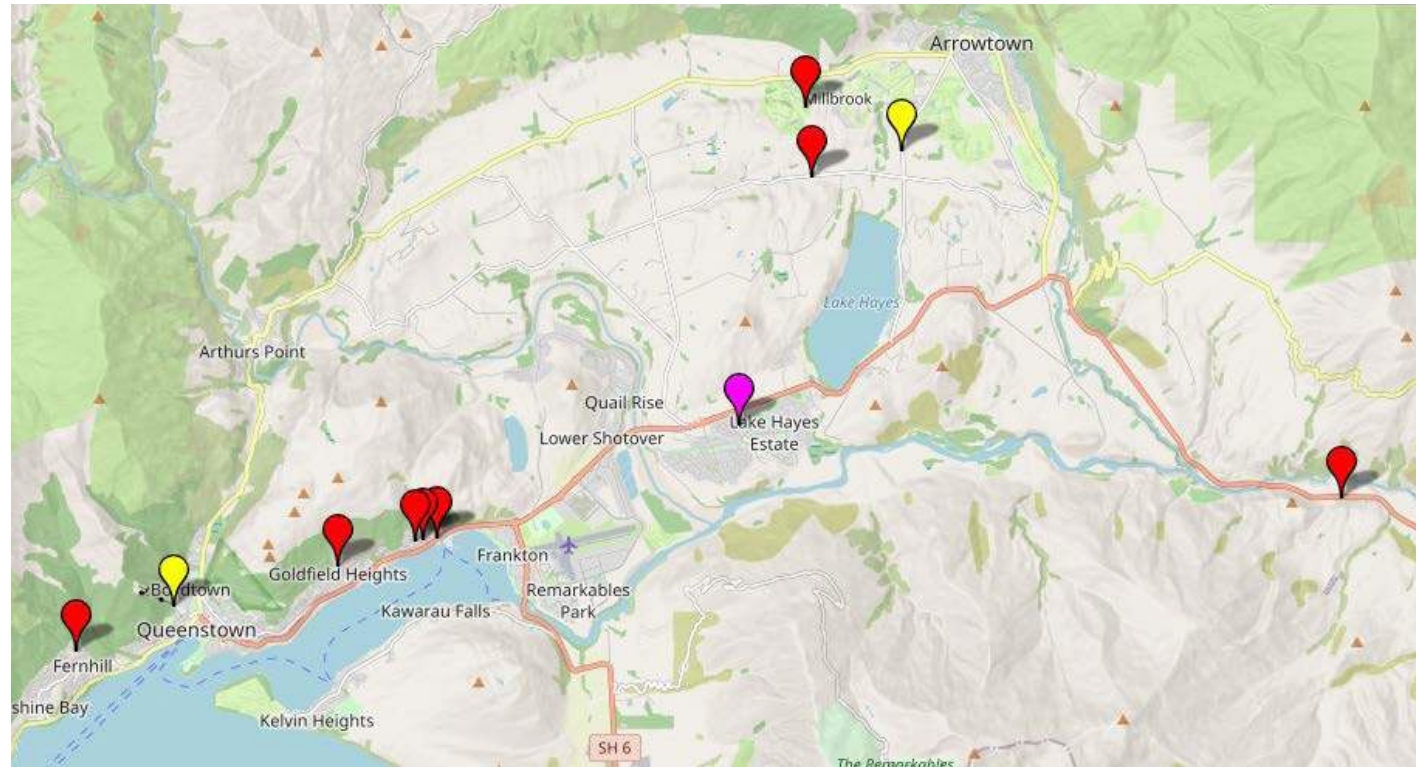 Arrowtown
Millbrook
Lake Hayes
Arthurs Point
Quail Rise
Lower Shotover
Lake Hayes
Estate
Frankton
Goldfield Heights
Remarkables
Park
Kawarau Falls
Queenstown
Fernhill
shine Bay
Kelvin Heights
SH 6
The Remarkables